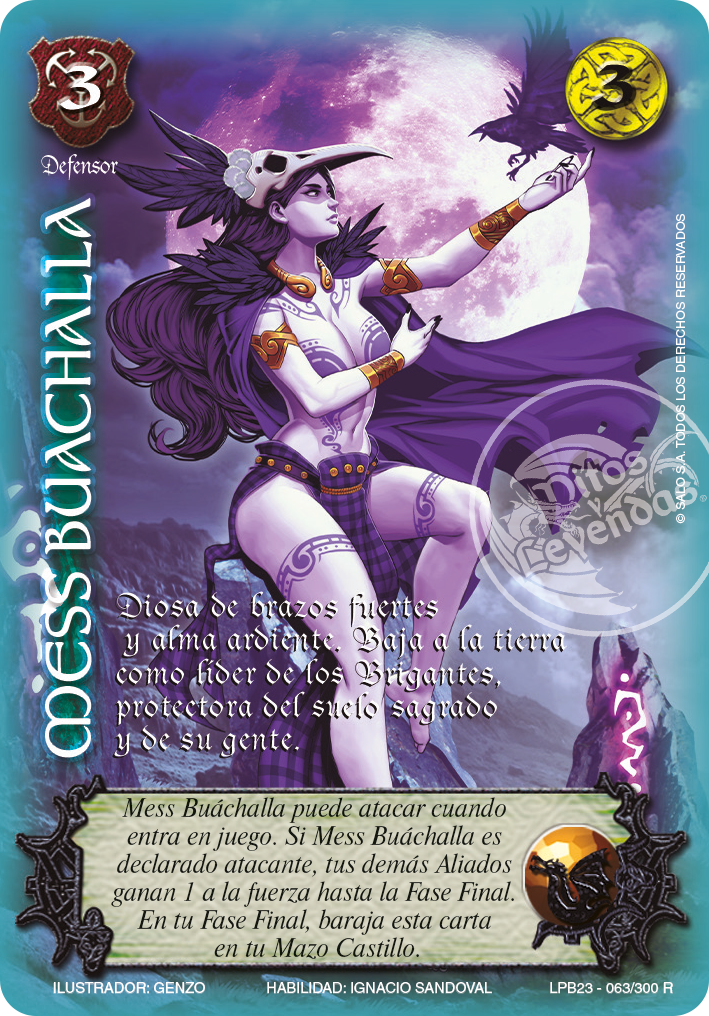 3
3
Defensor
MESS BUACHALLA
© SALO S.A. TODOS LOS DERECHOS RESERVADOS
Mitos
y
Leyendas
®
Diosa de brazos fuertes
y alma ardiente. Baja a la tierra
como líder de los Brigantes,
protectora del suelo sagrado
y de su gente.
Mess Buáchalla puede atacar cuando
entra en juego. Si Mess Buáchalla es
declarado atacante, tus demás Aliados
ganan 1 a la fuerza hasta la Fase Final.
En tu Fase Final, baraja esta carta
en tu Mazo Castillo.
ILUSTRADOR: GENZO
HABILIDAD: IGNACIO SANDOVAL
LPB23 - 063/300 R